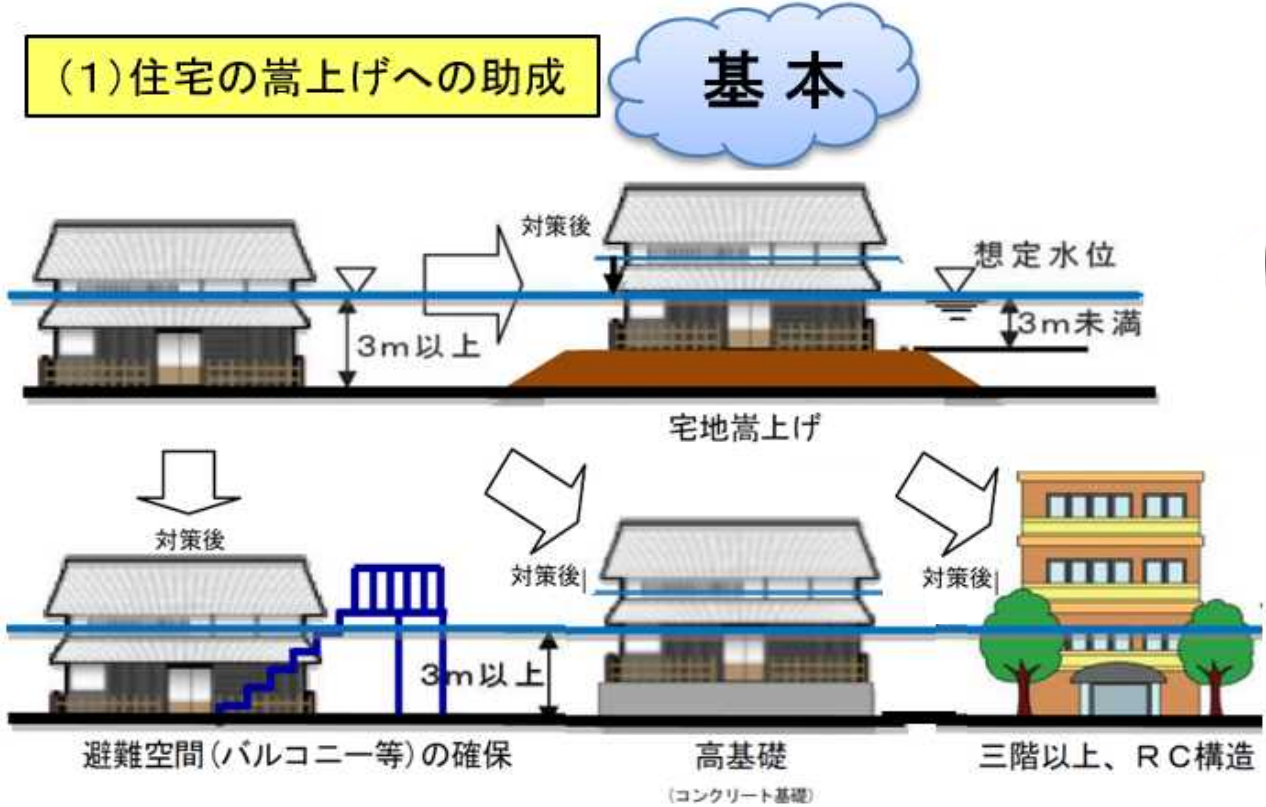 (1)住宅の嵩上げへの助成
基本
対策後
想定水位
3m以上
3m未満
宅地嵩上げ
対策後
対策後
対策後
3m以上
避難空間(バルコニー等)の確保
高基礎
(コンクリート基礎)
三階以上、RC構造